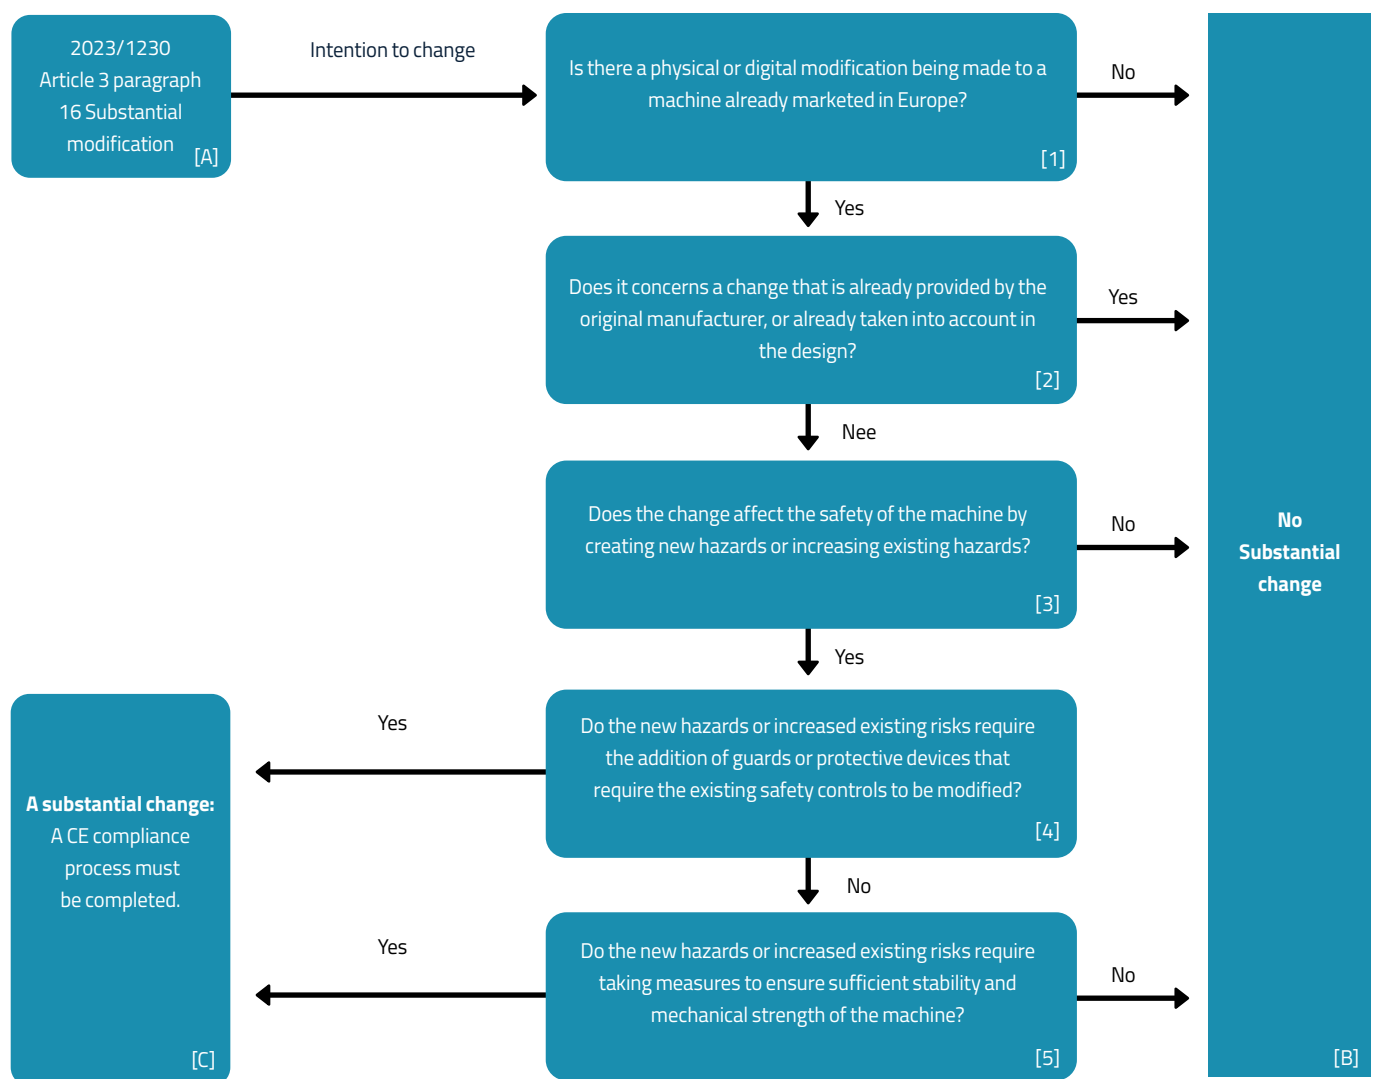 2023/1230
Article 3 paragraph
16 Substantial
modification
[A]
Intention to change
Is there a physical or digital modification being made to a
machine already marketed in Europe?
[1]
No
Yes
Does it concerns a change that is already provided by the
original manufacturer, or already taken into account in
the design?
[2]
Yes
Nee
Does the change affect the safety of the machine by
creating new hazards or increasing existing hazards?
[3]
No
Yes
No
Substantial
change
[B]
Do the new hazards or increased existing risks require
the addition of guards or protective devices that
require the existing safety controls to be modified?
[4]
Yes
No
A substantial change:
A CE compliance
process must
be completed.
[C]
Do the new hazards or increased existing risks require
taking measures to ensure sufficient stability and
mechanical strength of the machine?
[5]
Yes
No